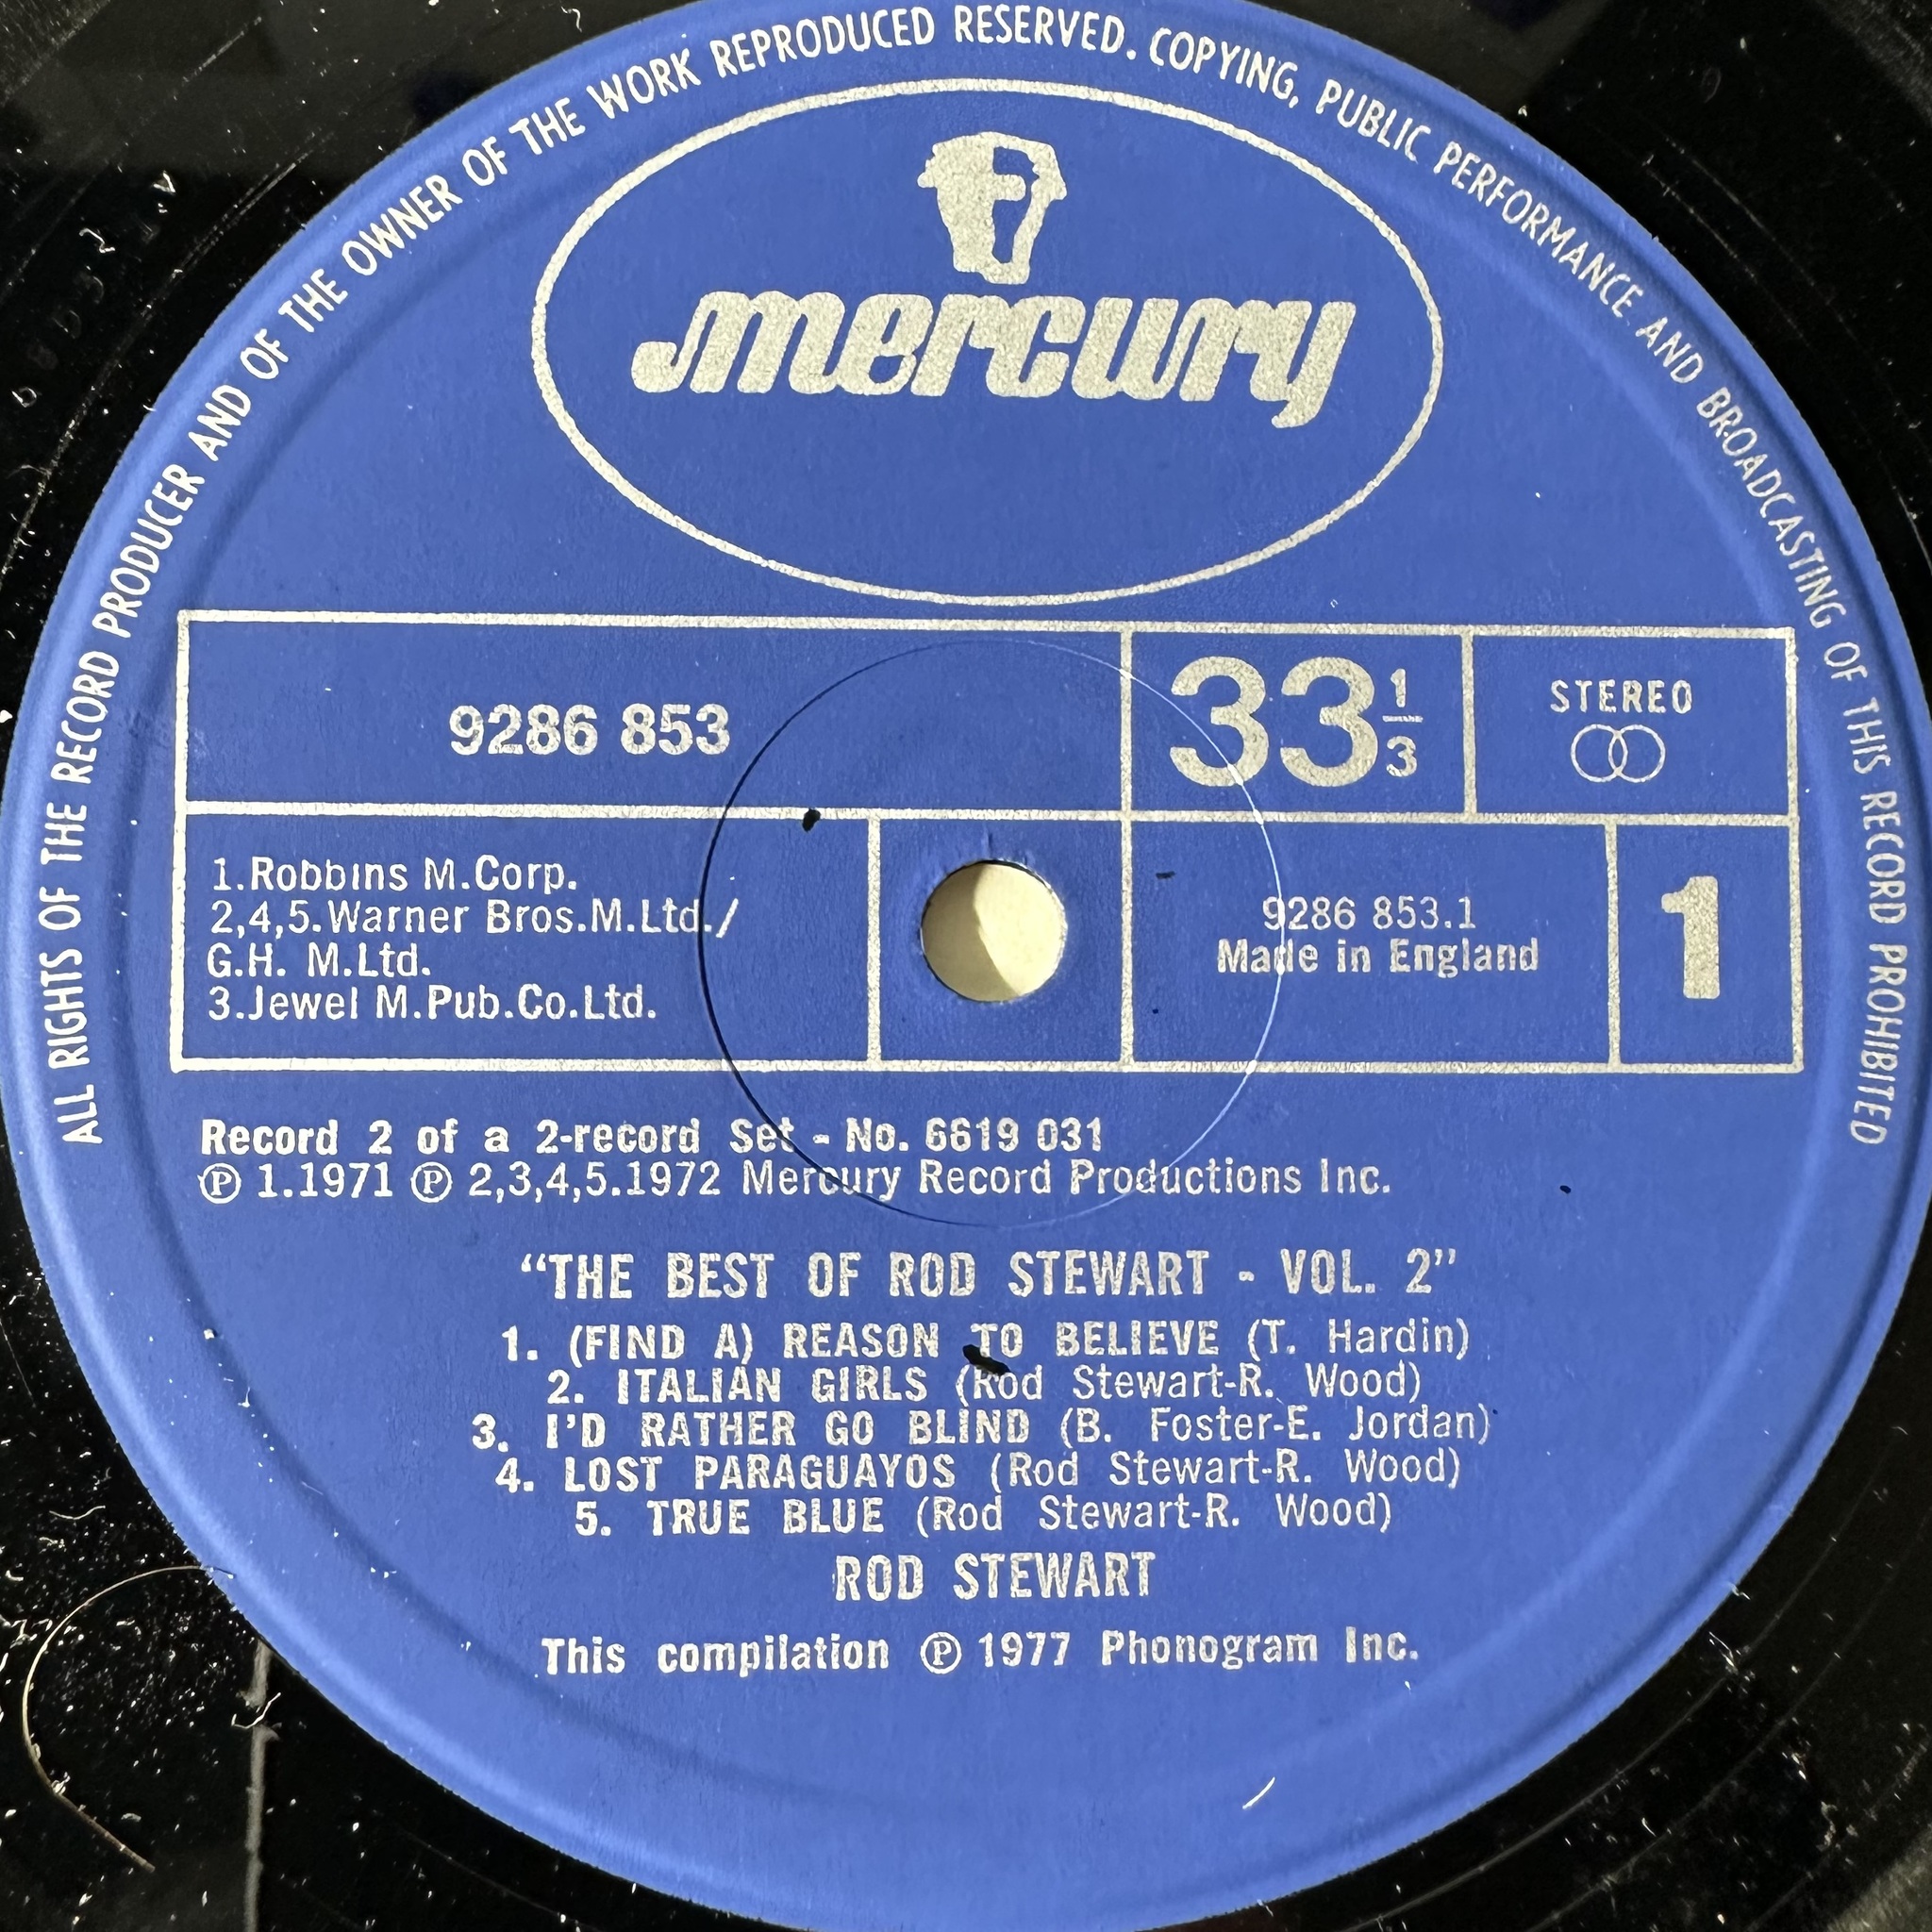 ALL RIGHTS OF THE RECORD PRODUCER AND OF THE OWNER OF THE WORK REPRODUCED RESERVED. COPYING, PUBLIC PERFORMANCE AND BROADCASTING OF THIS RECORD PROHIBITED
mercury
9286 853
33 1/3
STEREO
1.Robbins M.Corp.
2,4,5.Warner Bros.M.Ltd./
G.H. M.Ltd.
3.Jewel M.Pub.Co.Ltd.
9286 853.1
Made in England
1
Record 2 of a 2-record Set - No. 6619 031
℗ 1.1971 ℗ 2,3,4,5.1972 Mercury Record Productions Inc.
“THE BEST OF ROD STEWART - VOL. 2”
1. (FIND A) REASON TO BELIEVE (T. Hardin)
2. ITALIAN GIRLS (Rod Stewart-R. Wood)
3. I’D RATHER GO BLIND (B. Foster-E. Jordan)
4. LOST PARAGUAYOS (Rod Stewart-R. Wood)
5. TRUE BLUE (Rod Stewart-R. Wood)
ROD STEWART
This compilation ℗ 1977 Phonogram Inc.